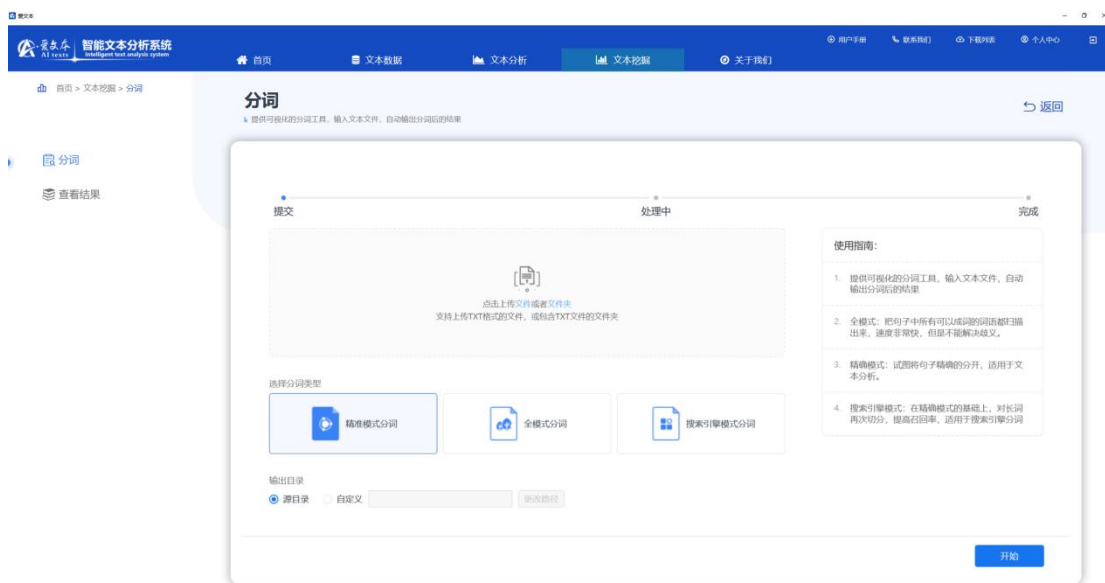 爱文本
爱文本
AI texts
智能文本分析系统
Intelligent text analysis system
用户手册
联系我们
下载列表
个人中心
首页
文本数据
文本分析
文本挖掘
关于我们
首页 > 文本挖掘 > 分词
分词
提供可视化的分词工具，输入文本文件，自动输出分词后的结果
返回
分词
查看结果
提交
处理中
完成
点击上传文件或者文件夹
支持上传TXT格式的文件，或包含TXT文件的文件夹
使用指南：
1. 提供可视化的分词工具，输入文本文件，自动
输出分词后的结果
2. 全模式：把句子中所有可以成词的词语都扫描
出来，速度非常快，但是不能解决歧义。
3. 精确模式：试图将句子精确的分开，适用于文
本分析。
4. 搜索引擎模式：在精确模式的基础上，对长词
再次切分，提高召回率，适用于搜索引擎分词
选择分词类型
精准模式分词
全模式分词
搜索引擎模式分词
输出目录
源目录
自定义
更改路径
开始